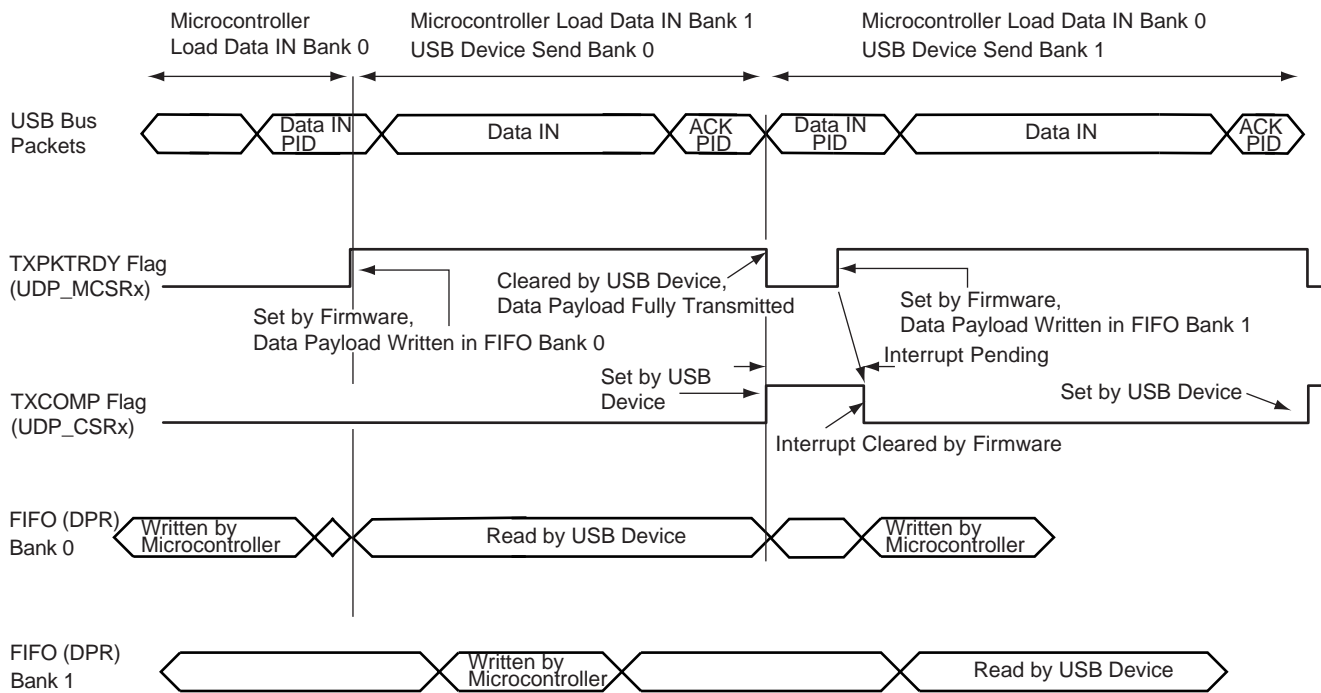 Microcontroller
Load Data IN Bank 0
Microcontroller Load Data IN Bank 1
USB Device Send Bank 0
Microcontroller Load Data IN Bank 0
USB Device Send Bank 1
USB Bus
Packets
Data IN
PID
Data IN
ACK
PID
Data IN
PID
Data IN
ACK
PID
TXPKTRDY Flag
(UDP_MCSRx)
Set by Firmware,
Data Payload Written in FIFO Bank 0
Cleared by USB Device,
Data Payload Fully Transmitted
Set by Firmware,
Data Payload Written in FIFO Bank 1
Interrupt Pending
TXCOMP Flag
(UDP_CSRx)
Set by USB
Device
Set by USB Device
Interrupt Cleared by Firmware
FIFO (DPR)
Bank 0
Written by
Microcontroller
Read by USB Device
Written by
Microcontroller
FIFO (DPR)
Bank 1
Written by
Microcontroller
Read by USB Device